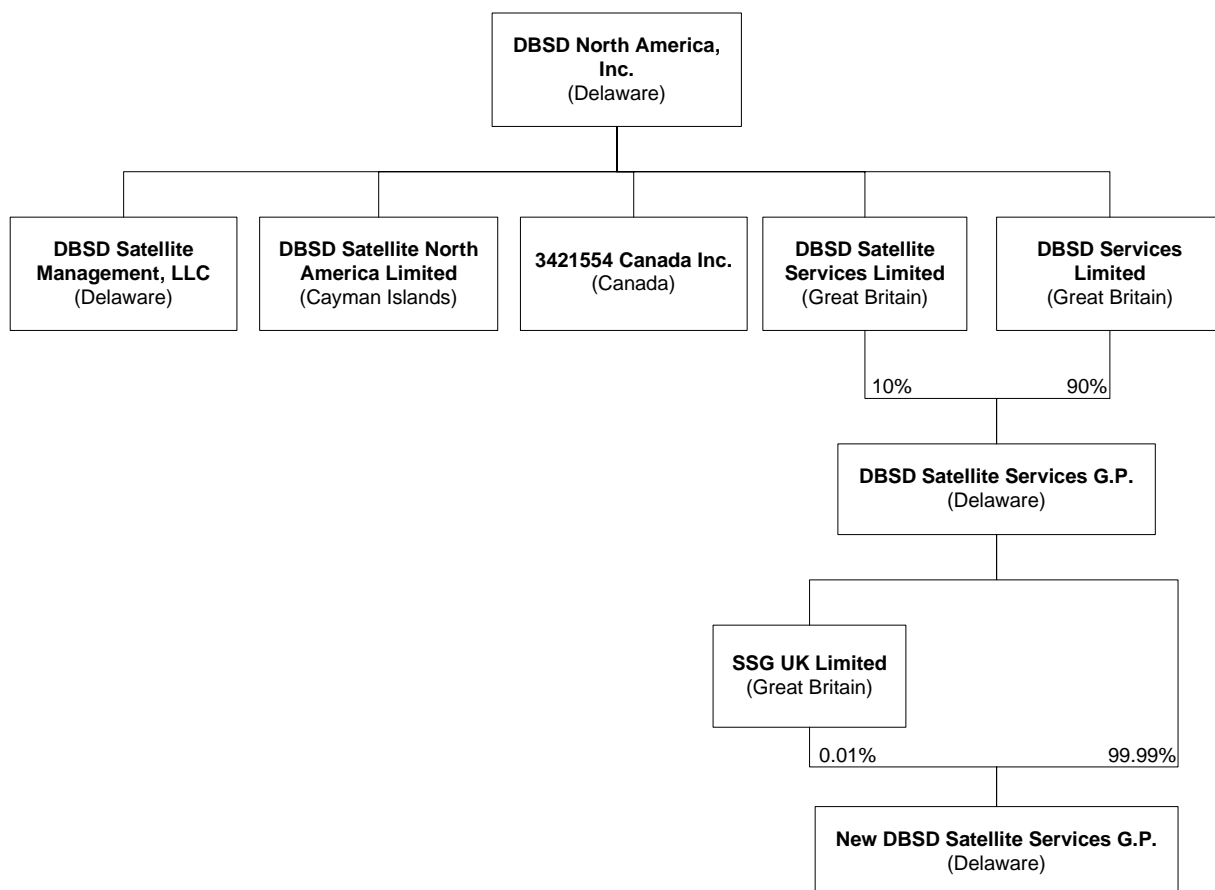 DBSD North America,
Inc.
(Delaware)
DBSD Satellite
Management, LLC
(Delaware)
DBSD Satellite North
America Limited
(Cayman Islands)
3421554 Canada Inc.
(Canada)
DBSD Satellite
Services Limited
(Great Britain)
DBSD Services
Limited
(Great Britain)
10%
90%
DBSD Satellite Services G.P.
(Delaware)
SSG UK Limited
(Great Britain)
0.01%
99.99%
New DBSD Satellite Services G.P.
(Delaware)